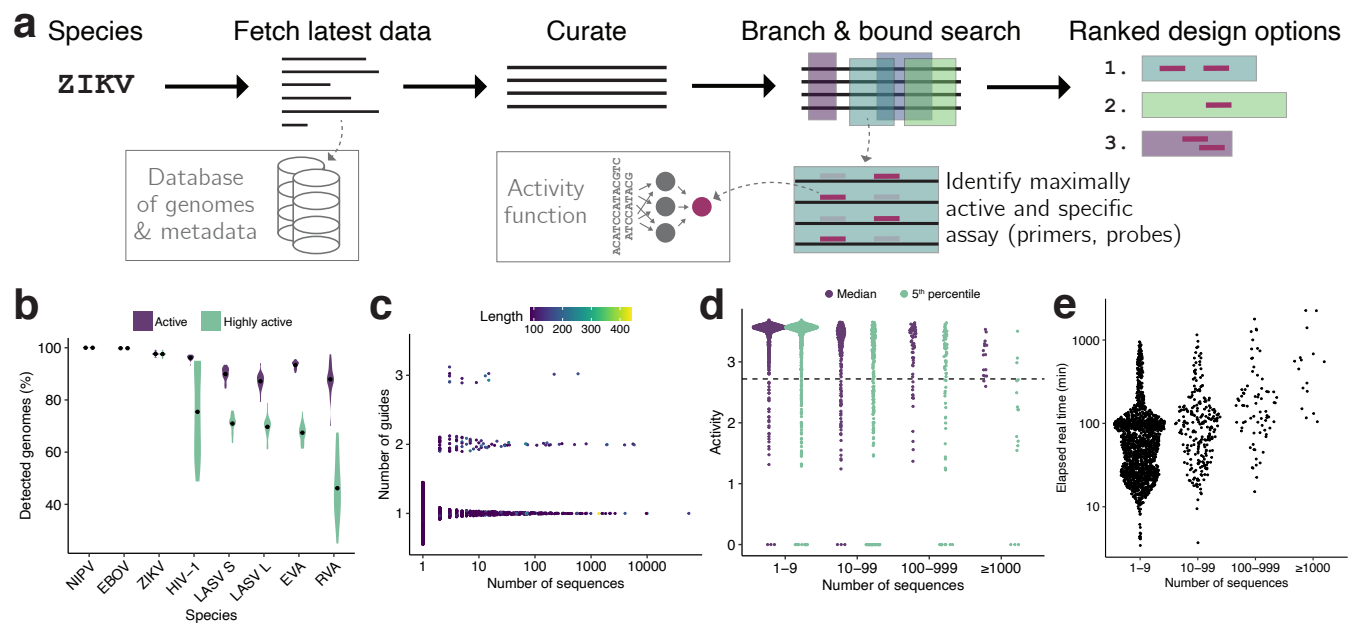 a
Species
Fetch latest data
Curate
Branch & bound search
Ranked design options
ZIKV
1.
2.
3.
Database
of genomes
& metadata
Activity
function
ACATCCATACGTC
ATCCATACG
Identify maximally
active and specific
assay (primers, probes)
b
Active
Highly active
Detected genomes (%)
100
80
60
40
NIPV
EBOV
ZIKV
HIV−1
LASV S
LASV L
EVA
RVA
Species
c
Length
100
200
300
400
Number of guides
3
2
1
1
10
100
1000
10000
Number of sequences
d
Median
5th percentile
Activity
3
2
1
0
1−9
10−99
100−999
≥1000
Number of sequences
e
Elapsed real time (min)
1000
100
10
1−9
10−99
100−999
≥1000
Number of sequences